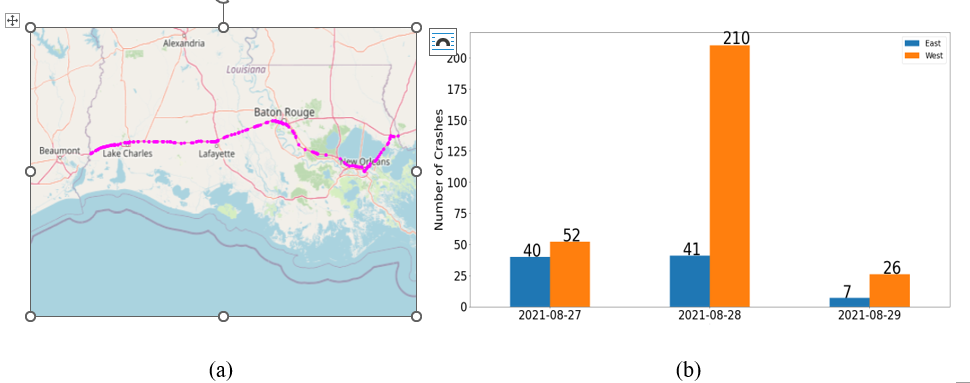 Alexandria
Louisiana
Baton Rouge
Beaumont
Lake Charles
Lafayette
New Orleans
(a)
Number of Crashes
200
175
150
125
100
75
50
25
0
East
West
40
52
41
210
7
26
2021-08-27
2021-08-28
2021-08-29
(b)